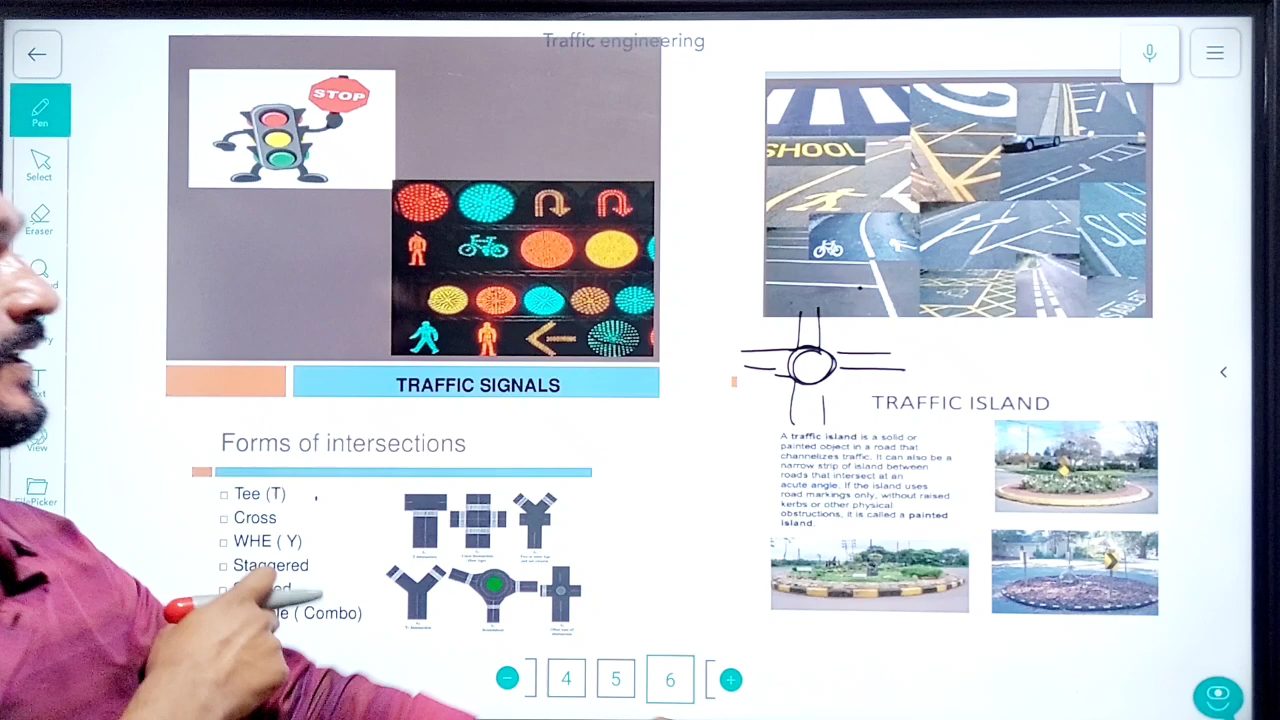 Traffic engineering
Pen
Select
Eraser
View
FilePicker
STOP
TRAFFIC SIGNALS
SHOOL
SLOW
Forms of intersections
Tee (T)
Cross
WHE ( Y)
Staggered
( Combo)
TRAFFIC ISLAND
A traffic island is a solid or
painted object in a road that
channelizes traffic. It can also be a
narrow strip of island between
roads that intersect at an
acute angle. If the island uses
road markings only, without raised
kerbs or other physical
obstructions, it is called a painted
island.
4 5 6